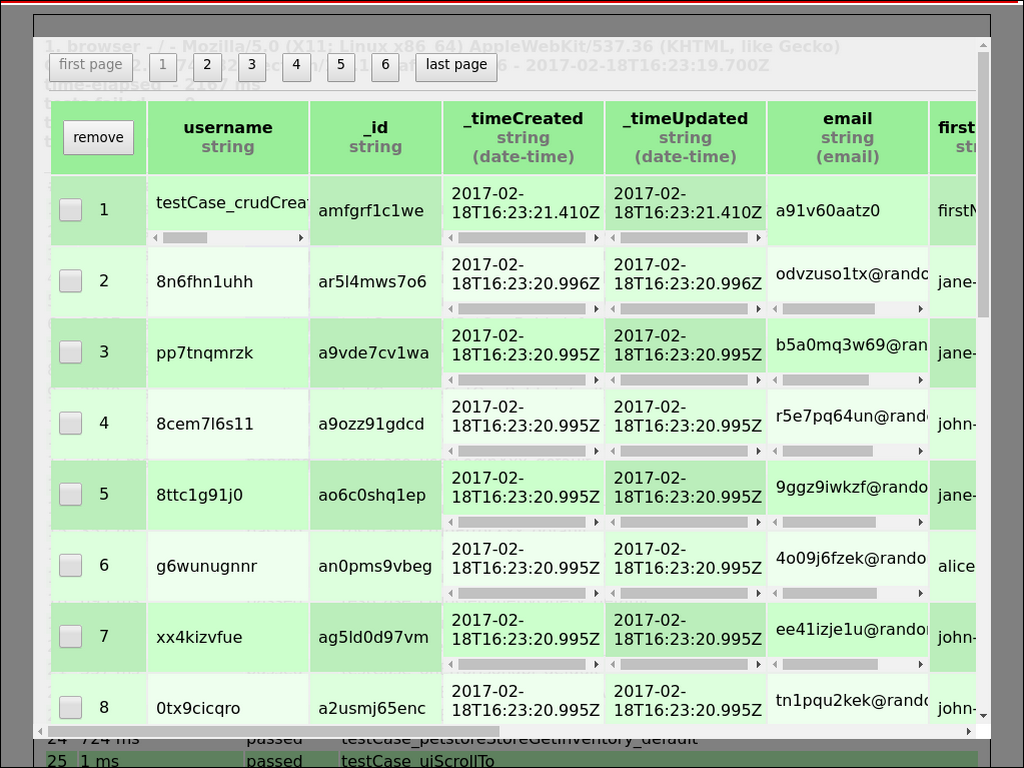 1. browser - / - Mozilla/5.0 (X11; Linux x86_64) AppleWebKit/537.36 (KHTML, like Gecko)
- 2017-02-18T16:23:19.700Z
first page 1 2 3 4 5 6 last page
time-elapsed - 2167 ms
remove username string _id string _timeCreated string (date-time) _timeUpdated string (date-time) email string (email) first
1 testCase_crudCrea amfgrf1c1we 2017-02-18T16:23:21.410Z 2017-02-18T16:23:21.410Z a91v60aatz0 firstN
2 8n6fhn1uhh ar5l4mws7o6 2017-02-18T16:23:20.996Z 2017-02-18T16:23:20.996Z odvzuso1tx@rando jane-
3 pp7tnqmrzk a9vde7cv1wa 2017-02-18T16:23:20.995Z 2017-02-18T16:23:20.995Z b5a0mq3w69@ran jane-
4 8cem7l6s11 a9ozz91gdcd 2017-02-18T16:23:20.995Z 2017-02-18T16:23:20.995Z r5e7pq64un@rand john-
5 8ttc1g91j0 ao6c0shq1ep 2017-02-18T16:23:20.995Z 2017-02-18T16:23:20.995Z 9ggz9iwkzf@rando jane-
6 g6wunugnnr an0pms9vbeg 2017-02-18T16:23:20.995Z 2017-02-18T16:23:20.995Z 4o09j6fzek@rando alice
7 xx4kizvfue ag5ld0d97vm 2017-02-18T16:23:20.995Z 2017-02-18T16:23:20.995Z ee41izje1u@rando john-
8 0tx9cicqro a2usmj65enc 2017-02-18T16:23:20.995Z 2017-02-18T16:23:20.995Z tn1pqu2kek@rando john-
24 724 ms passed testCase_petstoreStoreGetInventory_default
25 1 ms passed testCase_uiScrollTo